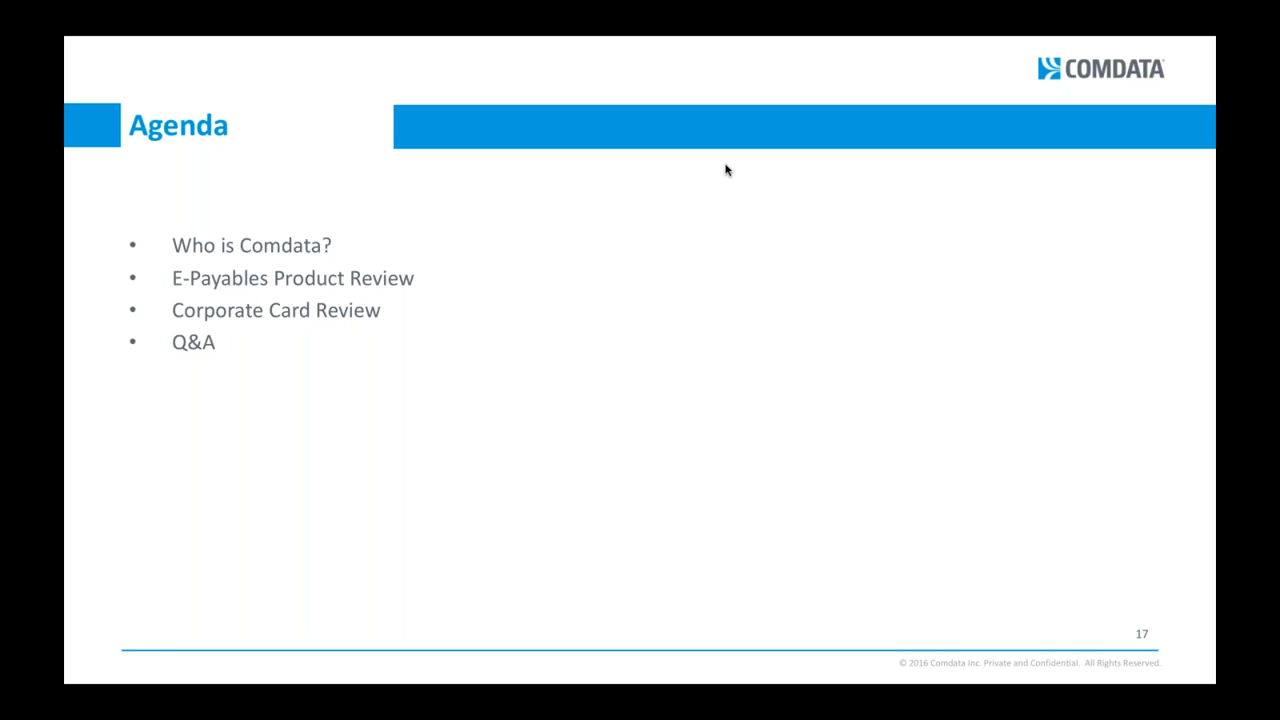 COMDATA
Agenda
• Who is Comdata?
• E-Payables Product Review
• Corporate Card Review
• Q&A
17
© 2016 Comdata Inc. Private and Confidential. All Rights Reserved.